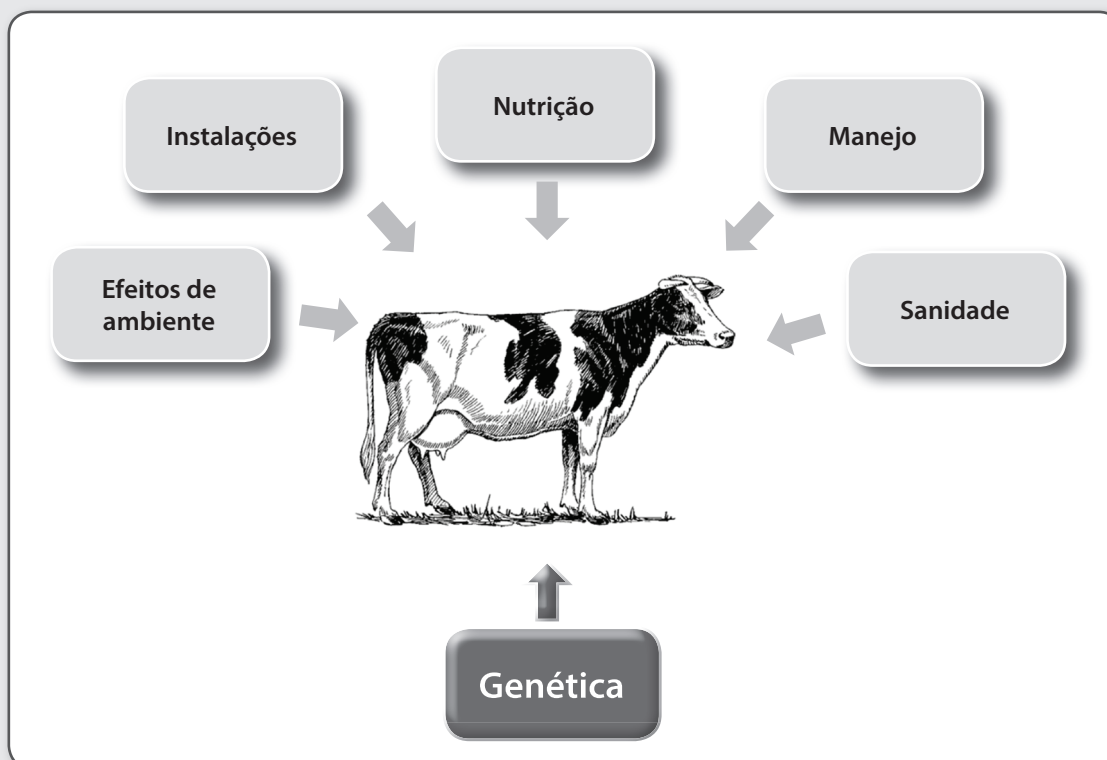 Instalações
Nutrição
Manejo
Efeitos de
ambiente
Sanidade
Genética